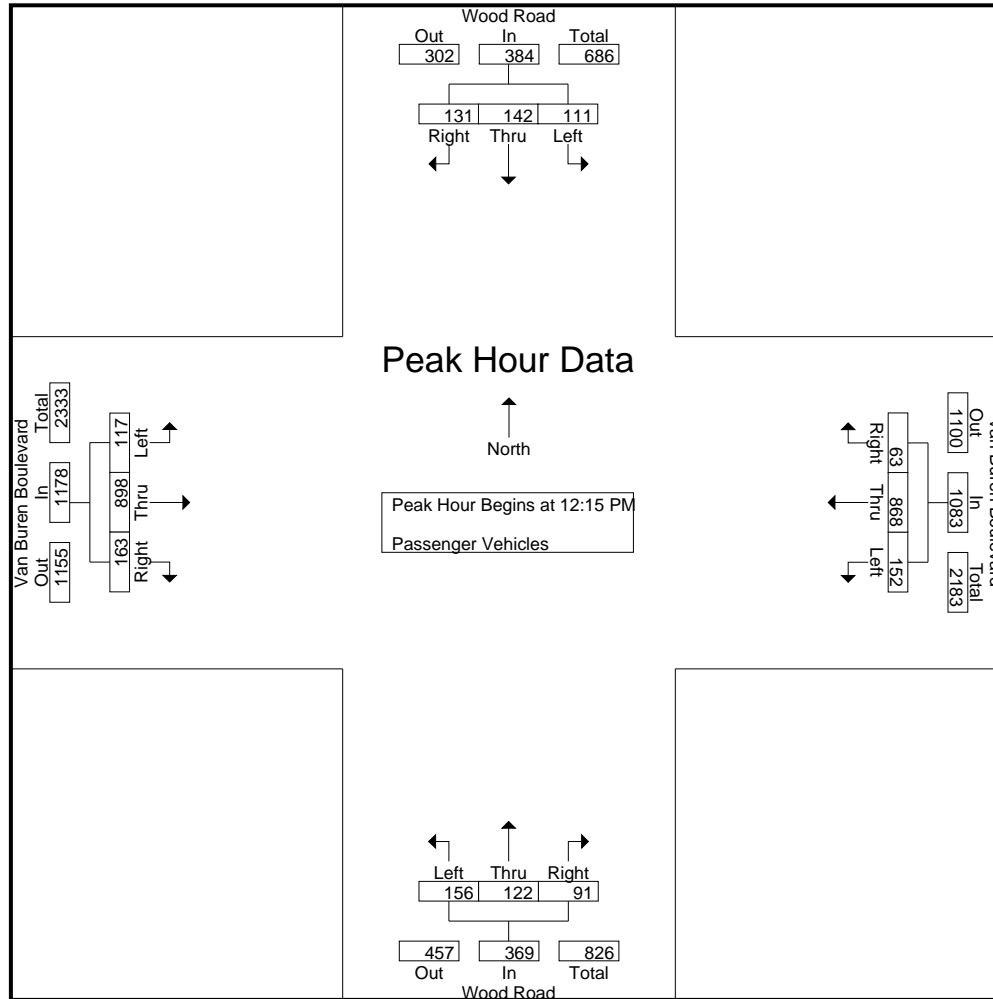 Wood Road
Out In Total
302 384 686
131 142 111
Right Thru Left
Peak Hour Data
North
Peak Hour Begins at 12:15 PM
Passenger Vehicles
Van Buren Boulevard
Total In Out
2333 1178 1155
117 898 163
Left Thru Right
Right Thru Left
63 868 152
1100 1083 2183
Out In Total
Left Thru Right
156 122 91
457 369 826
Out In Total
Wood Road